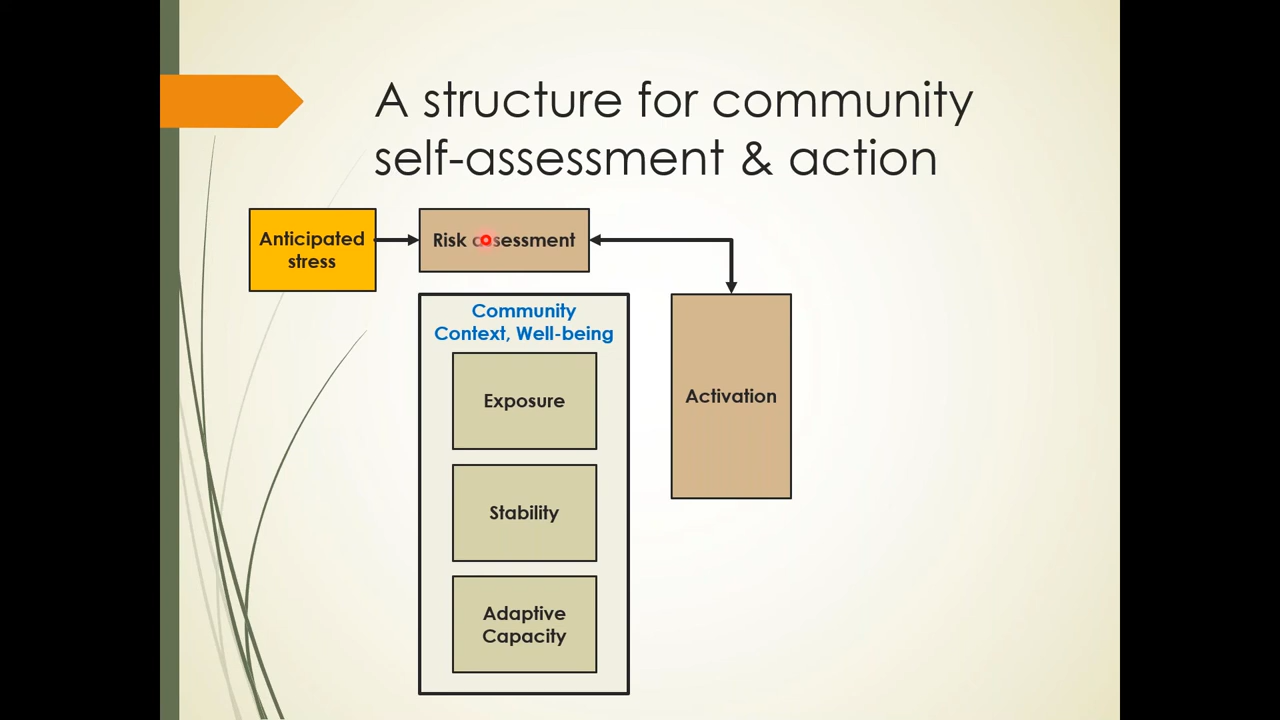 A structure for community
self-assessment & action
Anticipated
stress
Risk assessment
Community
Context, Well-being
Exposure
Stability
Adaptive
Capacity
Activation